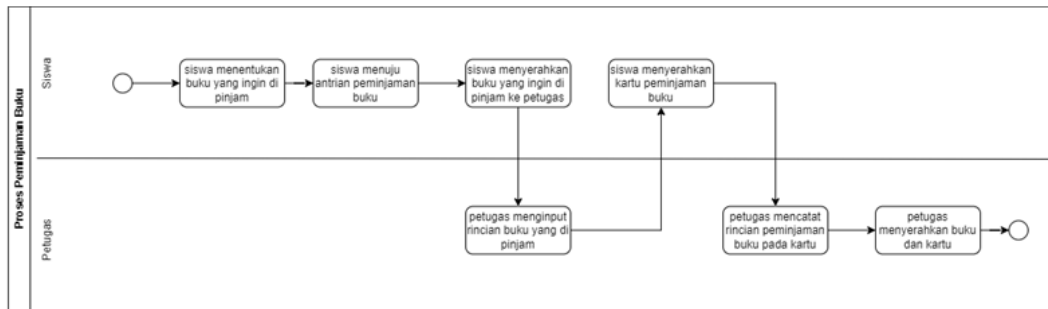 Proses Peminjaman Buku
Siswa
siswa menentukan
buku yang ingin di
pinjam
siswa menuju
antrian peminjaman
buku
siswa menyerahkan
buku yang ingin di
pinjam ke petugas
siswa menyerahkan
kartu peminjaman
buku
Petugas
petugas menginput
rincian buku yang di
pinjam
petugas mencatat
rincian peminjaman
buku pada kartu
petugas
menyerahkan buku
dan kartu